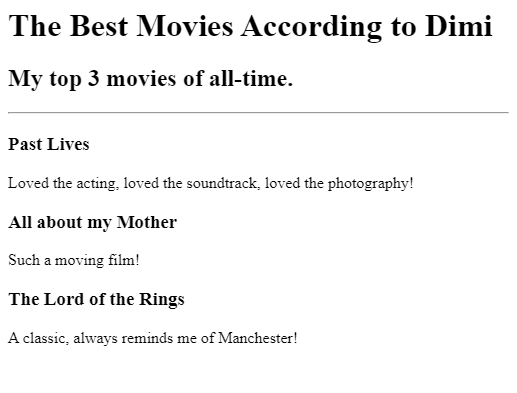 The Best Movies According to Dimi
My top 3 movies of all-time.
Past Lives
Loved the acting, loved the soundtrack, loved the photography!
All about my Mother
Such a moving film!
The Lord of the Rings
A classic, always reminds me of Manchester!